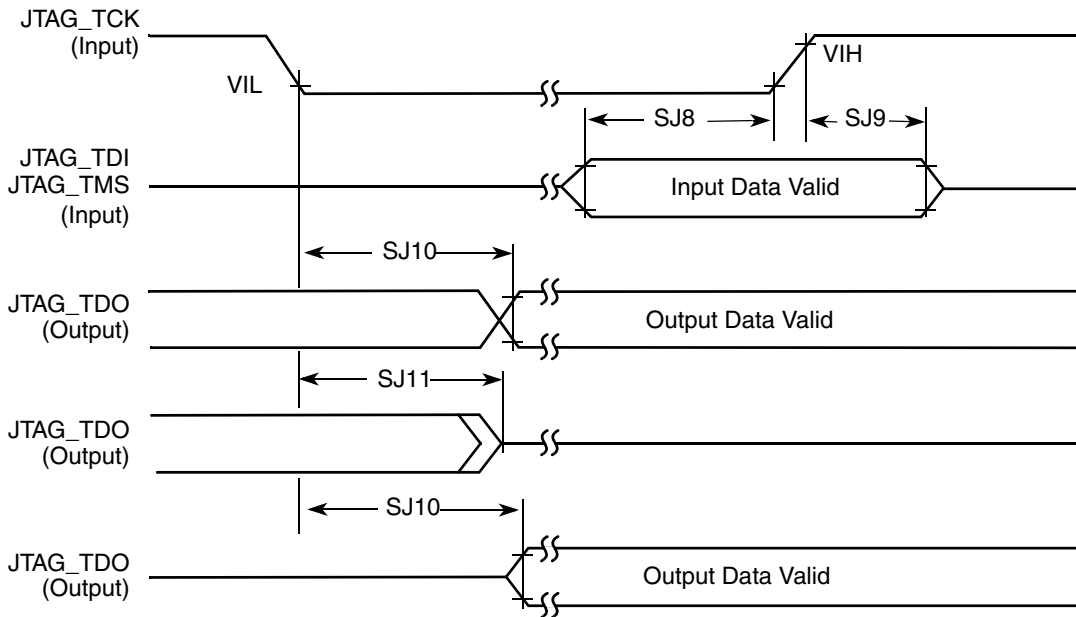 JTAG_TCK
(Input)
VIL
VIH
SJ8
SJ9
JTAG_TDI
JTAG_TMS
(Input)
Input Data Valid
SJ10
JTAG_TDO
(Output)
Output Data Valid
SJ11
JTAG_TDO
(Output)
SJ10
JTAG_TDO
(Output)
Output Data Valid